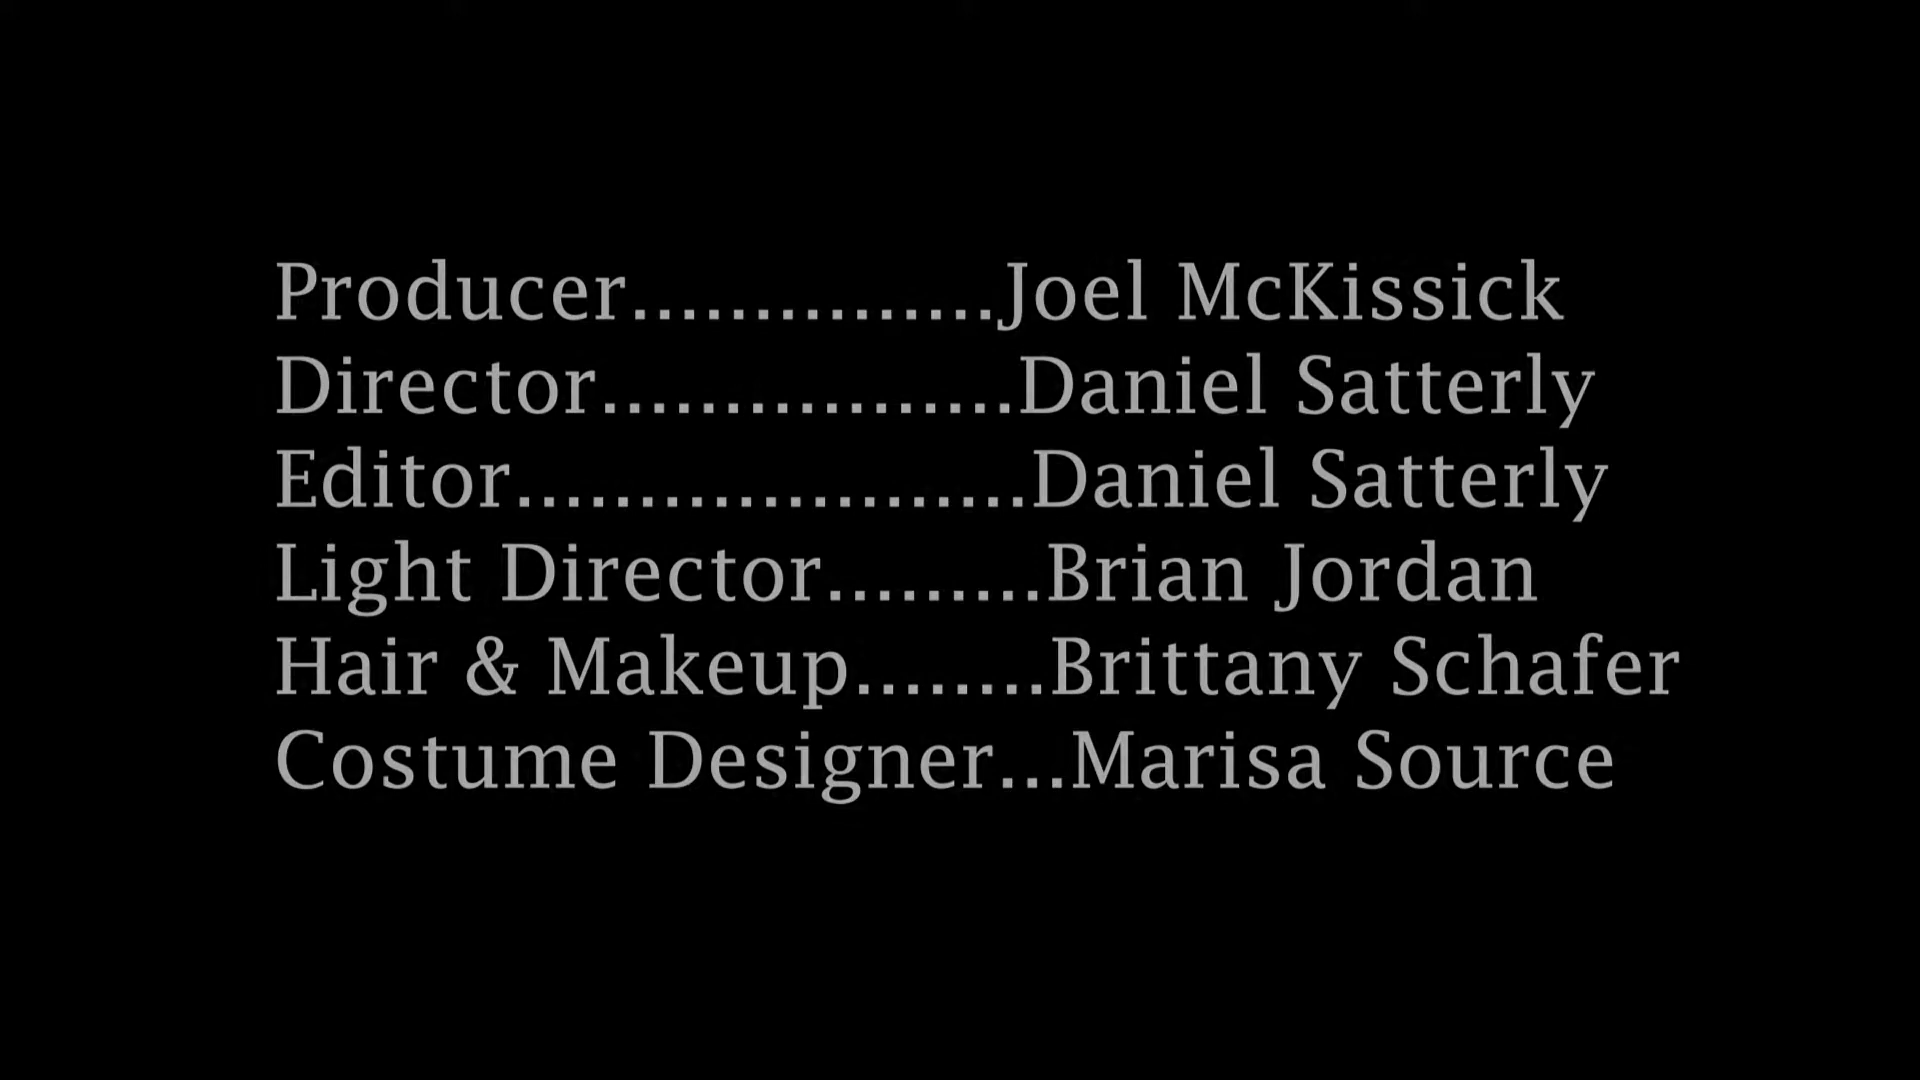 Producer...............Joel McKissick
Director.................Daniel Satterly
Editor.....................Daniel Satterly
Light Director.........Brian Jordan
Hair & Makeup........Brittany Schafer
Costume Designer...Marisa Source